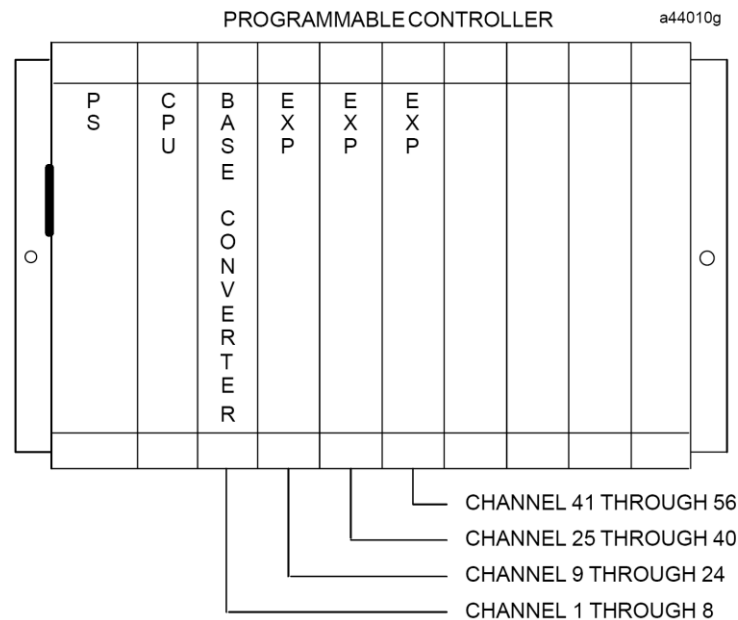 PROGRAMMABLE CONTROLLER
a44010g
PS
CPU
BASE CONVERTER
EXP
EXP
EXP
CHANNEL 41 THROUGH 56
CHANNEL 25 THROUGH 40
CHANNEL 9 THROUGH 24
CHANNEL 1 THROUGH 8